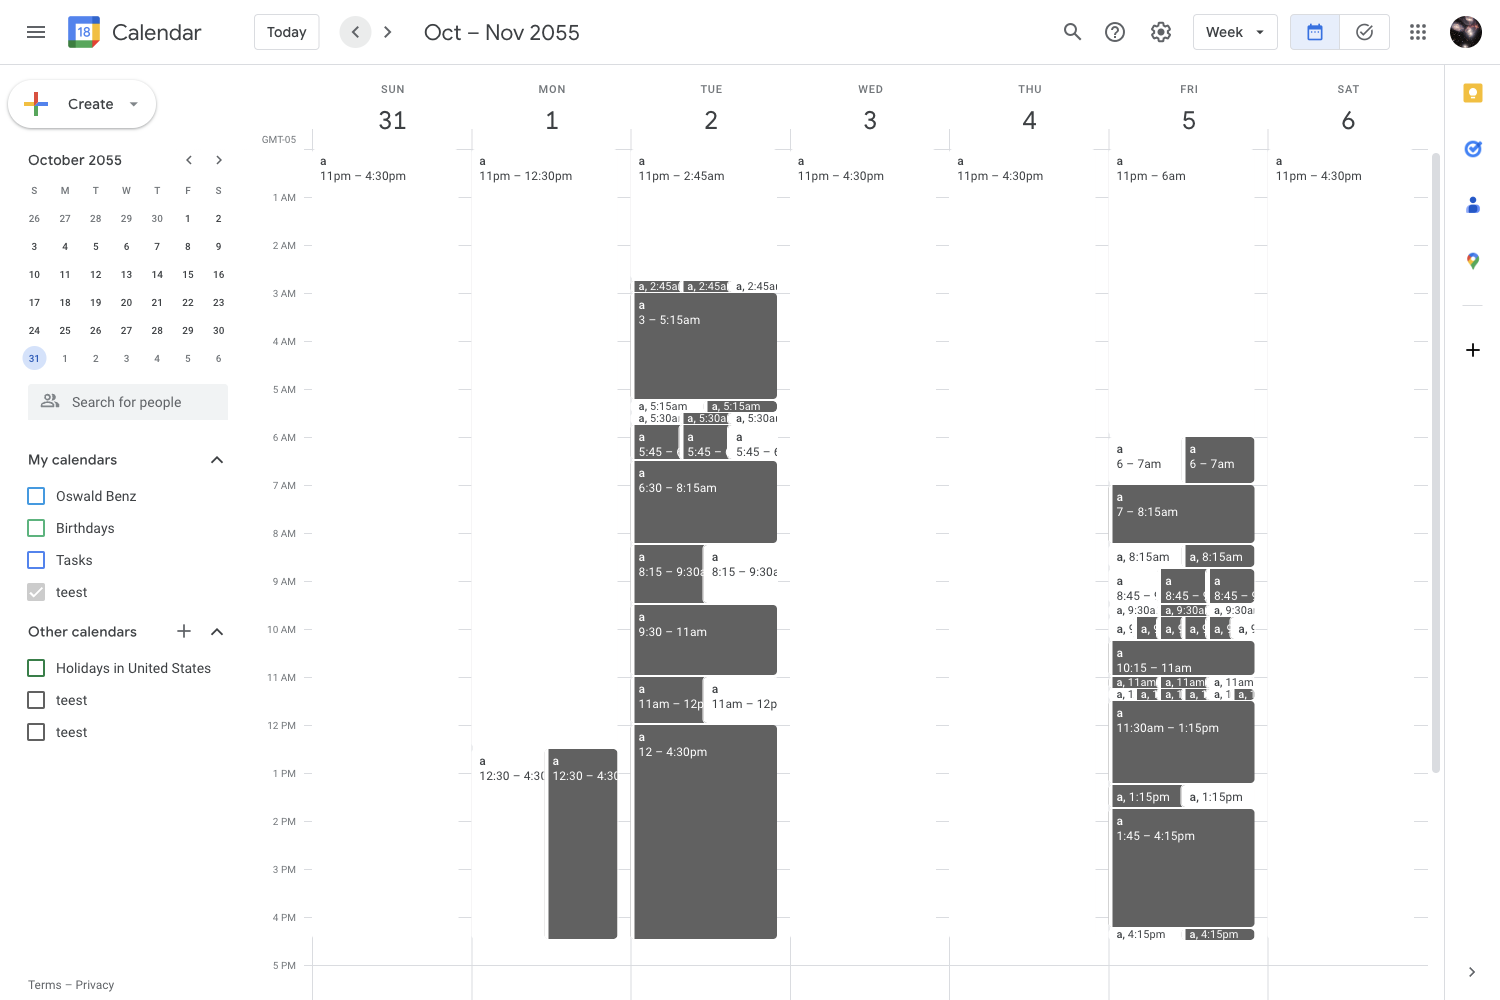 18 Calendar
Today
Oct – Nov 2055
Week
Create
October 2055
S M T W T F S
26 27 28 29 30 1 2
3 4 5 6 7 8 9
10 11 12 13 14 15 16
17 18 19 20 21 22 23
24 25 26 27 28 29 30
31 1 2 3 4 5 6
Search for people
My calendars
Oswald Benz
Birthdays
Tasks
teest
Other calendars
Holidays in United States
teest
teest
Terms – Privacy
SUN MON TUE WED THU FRI SAT
31 1 2 3 4 5 6
GMT-05
1 AM
2 AM
3 AM
4 AM
5 AM
6 AM
7 AM
8 AM
9 AM
10 AM
11 AM
12 PM
1 PM
2 PM
3 PM
4 PM
5 PM
a
11pm – 4:30pm
a
11pm – 12:30pm
a
12:30 – 4:30
a
12:30 – 4:30
a
11pm – 2:45am
a, 2:45a
a, 2:45a
a, 2:45a
a
3 – 5:15am
a, 5:15am
a, 5:15am
a, 5:30a
a, 5:30a
a, 5:30a
a
5:45 –
a
5:45 –
a
5:45 – 6
a
6:30 – 8:15am
a
8:15 – 9:30a
a
8:15 – 9:30a
a
9:30 – 11am
a
11am – 12p
a
11am – 12p
a
12 – 4:30pm
a
11pm – 4:30pm
a
11pm – 4:30pm
a
11pm – 6am
a
6 – 7am
a
6 – 7am
a
7 – 8:15am
a, 8:15am
a, 8:15am
a
8:45 –
a
8:45 –
a
8:45 –
a, 9:30a
a, 9:30a
a, 9:30a
a, 9
a, 9
a, 9
a, 9
a, 9
a, 9
a
10:15 – 11am
a, 11am
a, 11am
a, 11am
a, 1
a, 1
a, 1
a, 1
a, 1
a, 1
a
11:30am – 1:15pm
a, 1:15pm
a, 1:15pm
a
1:45 – 4:15pm
a, 4:15pm
a, 4:15pm
a
11pm – 4:30pm